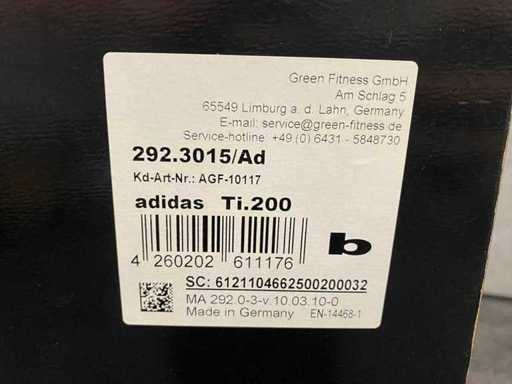 Green Fitness GmbH
Am Schlag 5
65549 Limburg a. d. Lahn, Germany
E-mail: service@green-fitness.de
Service-hotline: +49 (0) 6431 - 5848730
292.3015/Ad
Kd-Art-Nr.: AGF-10117
adidas Ti.200
b
4 260202 611176
SC: 6121104662500200032
MA 292.0-3-v.10.03.10-0
Made in Germany EN-14468-1